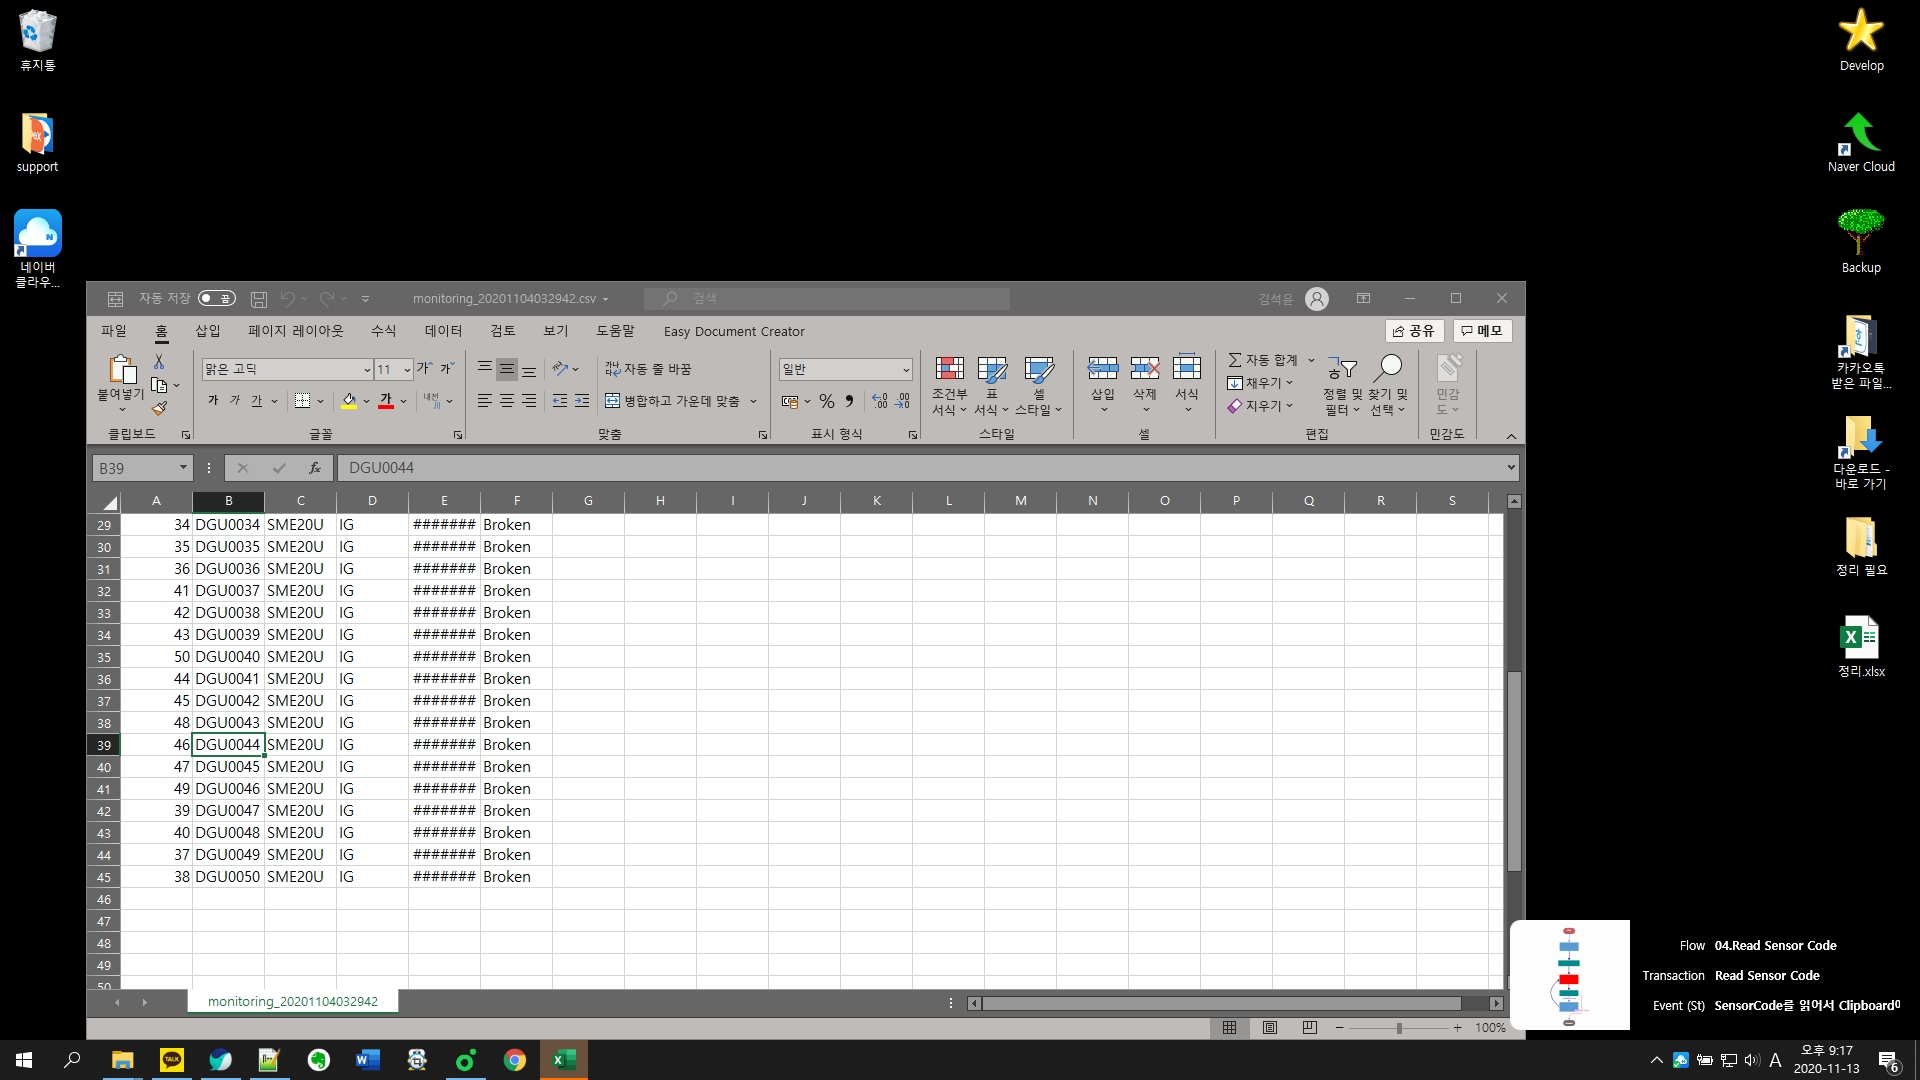 휴지통
support
네이버
클라우...
Develop
Naver Cloud
Backup
카카오톡
받은 파일...
다운로드 -
바로 가기
정리 필요
정리.xlsx
자동 저장 끔 monitoring_20201104032942.csv 검색 김석윤
파일 홈 삽입 페이지 레이아웃 수식 데이터 검토 보기 도움말 Easy Document Creator 공유 메모
붙여넣기 맑은 고딕 11 가 가 자동 줄 바꿈 일반
가 가 가 가 병합하고 가운데 맞춤 % 
조건부 서식 표 서식 셀 스타일 삽입 삭제 서식 자동 합계 채우기 지우기 정렬 및 필터 찾기 및 선택 민감도
클립보드 글꼴 맞춤 표시 형식 스타일 셀 편집 민감도
B39 fx DGU0044
A B C D E F G H I J K L M N O P Q R S
29 34 DGU0034 SME20U IG ####### Broken
30 35 DGU0035 SME20U IG ####### Broken
31 36 DGU0036 SME20U IG ####### Broken
32 41 DGU0037 SME20U IG ####### Broken
33 42 DGU0038 SME20U IG ####### Broken
34 43 DGU0039 SME20U IG ####### Broken
35 50 DGU0040 SME20U IG ####### Broken
36 44 DGU0041 SME20U IG ####### Broken
37 45 DGU0042 SME20U IG ####### Broken
38 48 DGU0043 SME20U IG ####### Broken
39 46 DGU0044 SME20U IG ####### Broken
40 47 DGU0045 SME20U IG ####### Broken
41 49 DGU0046 SME20U IG ####### Broken
42 39 DGU0047 SME20U IG ####### Broken
43 40 DGU0048 SME20U IG ####### Broken
44 37 DGU0049 SME20U IG ####### Broken
45 38 DGU0050 SME20U IG ####### Broken
46
47
48
49
50
monitoring_20201104032942
100%
Flow 04.Read Sensor Code
Transaction Read Sensor Code
Event (St) SensorCode를 읽어서 Clipboard에
TALK
A 오후 9:17
2020-11-13
6